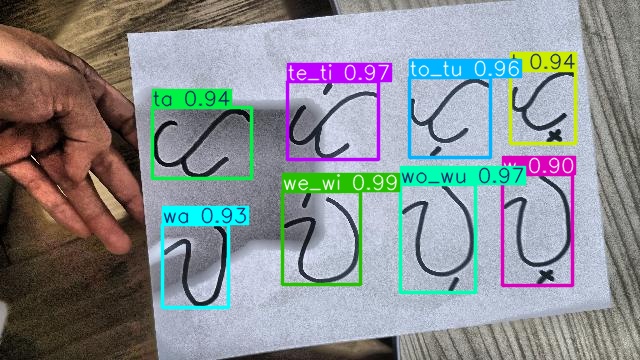 ta 0.94 te_ti 0.97 to_tu 0.96 t 0.94
ᜆ ᜆᜒ ᜆᜓ ᜆ᜔
wa 0.93 we_wi 0.99 wo_wu 0.97 w 0.90
ᜏ ᜏᜒ ᜏᜓ ᜏ᜔